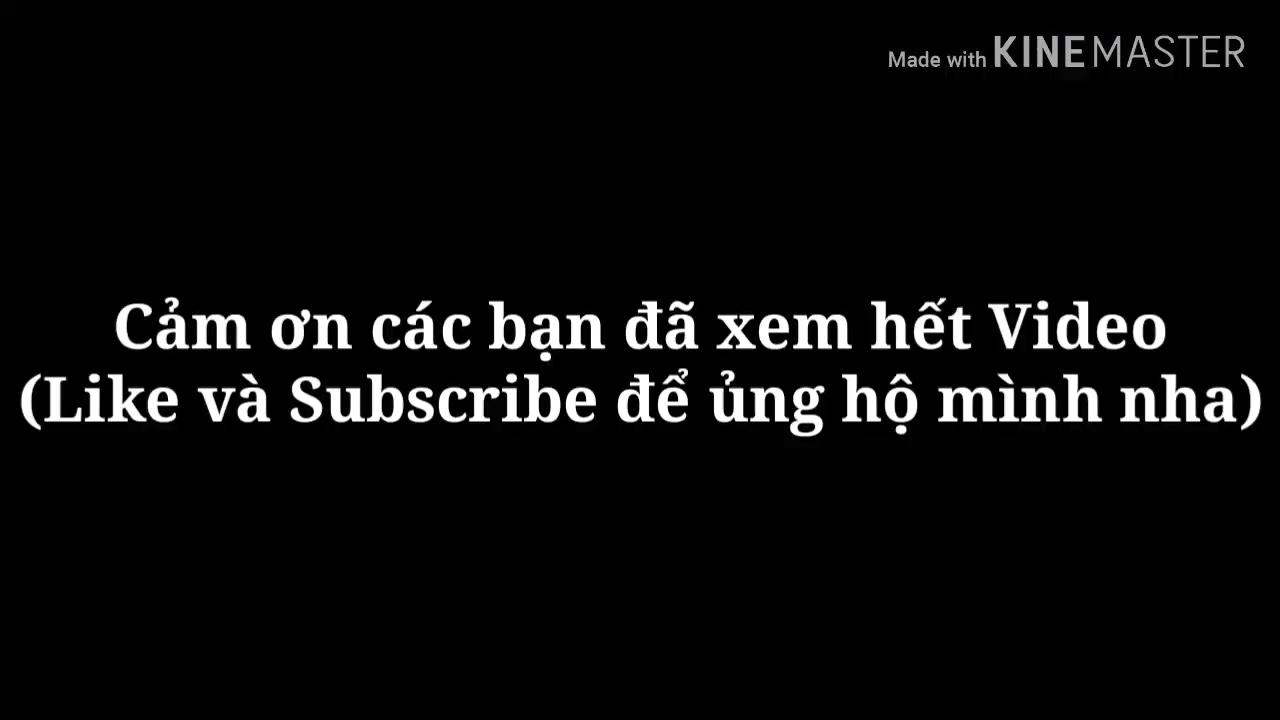 Made with KINEMASTER
Cảm ơn các bạn đã xem hết Video
(Like và Subscribe để ủng hộ mình nha)